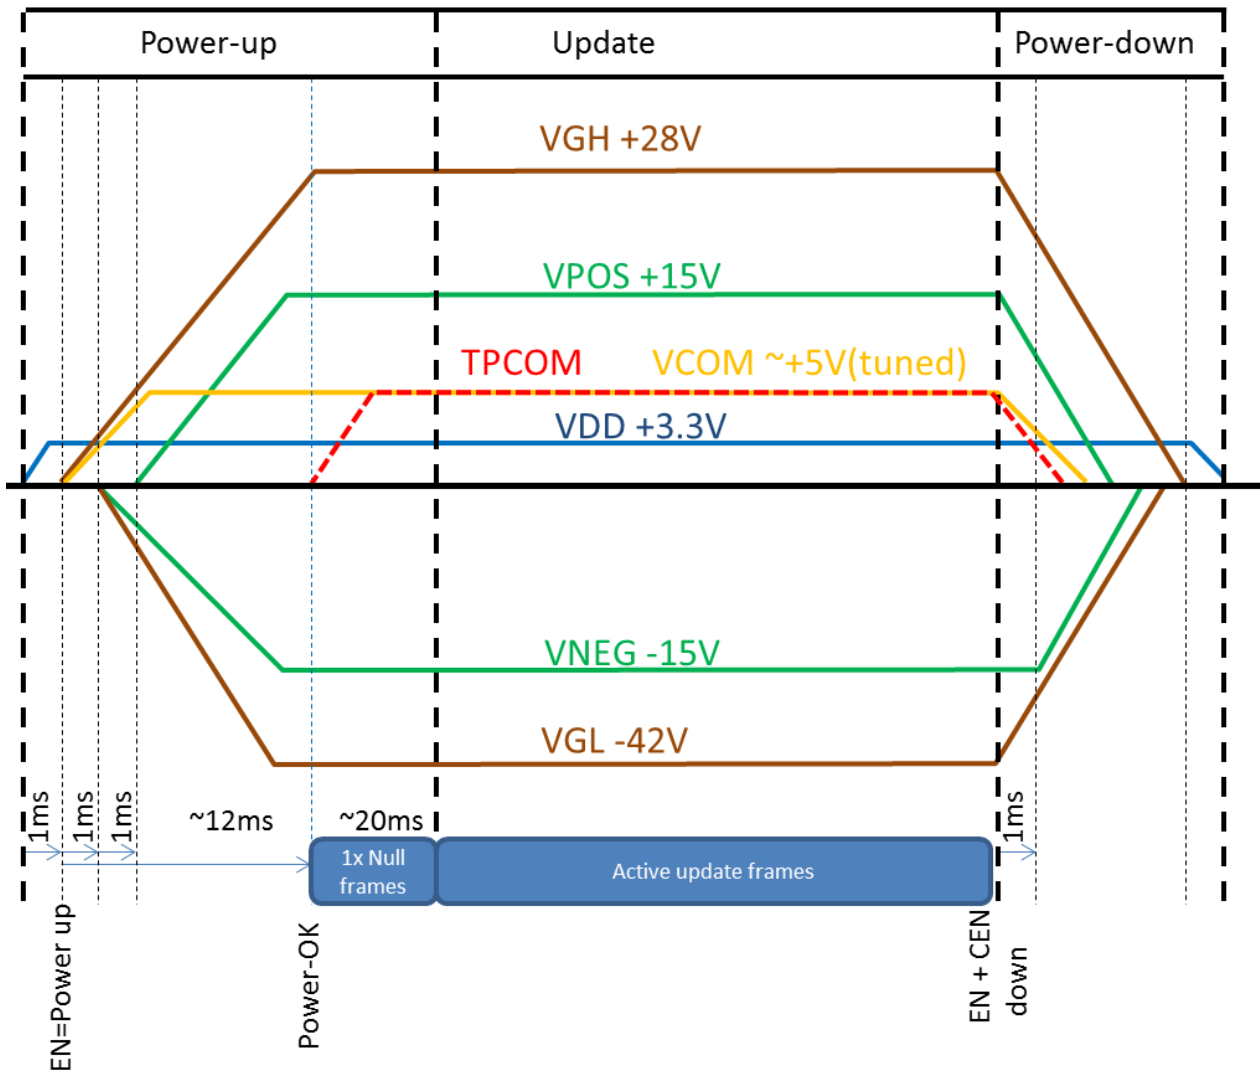 Power-up
Update
Power-down
VGH +28V
VPOS +15V
TPCOM
VCOM ~+5V(tuned)
VDD +3.3V
VNEG -15V
VGL -42V
1ms
1ms
1ms
~12ms
~20ms
1ms
1x Null
frames
Active update frames
EN=Power up
Power-OK
EN + CEN
down